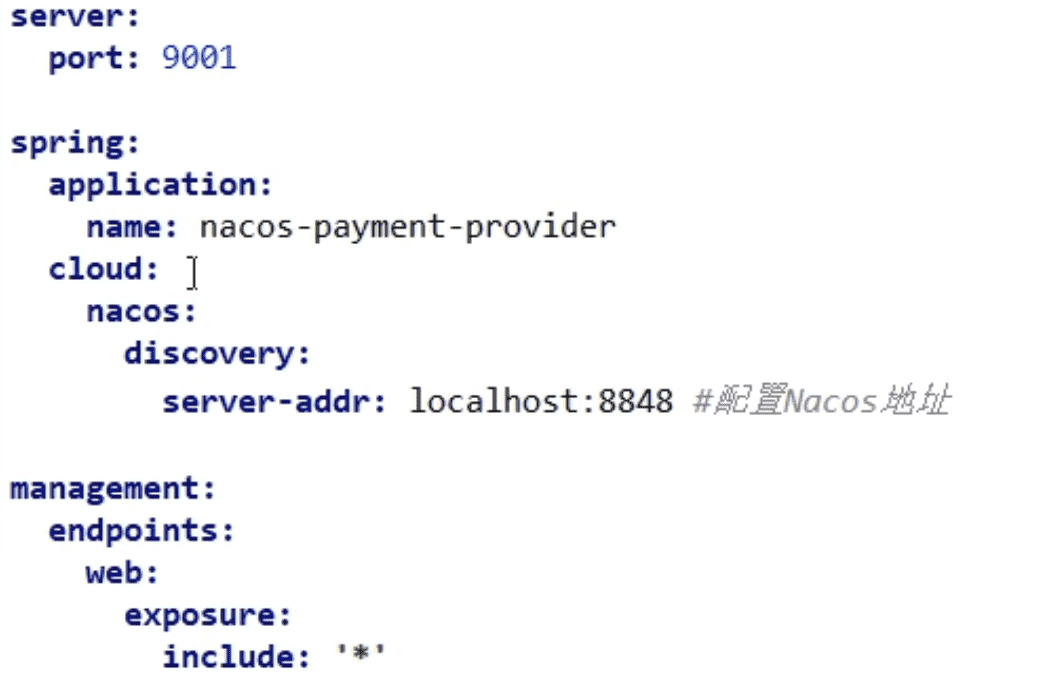 server:
  port: 9001

spring:
  application:
    name: nacos-payment-provider
  cloud:
    nacos:
      discovery:
        server-addr: localhost:8848 #配置Nacos地址

management:
  endpoints:
    web:
      exposure:
        include: '*'